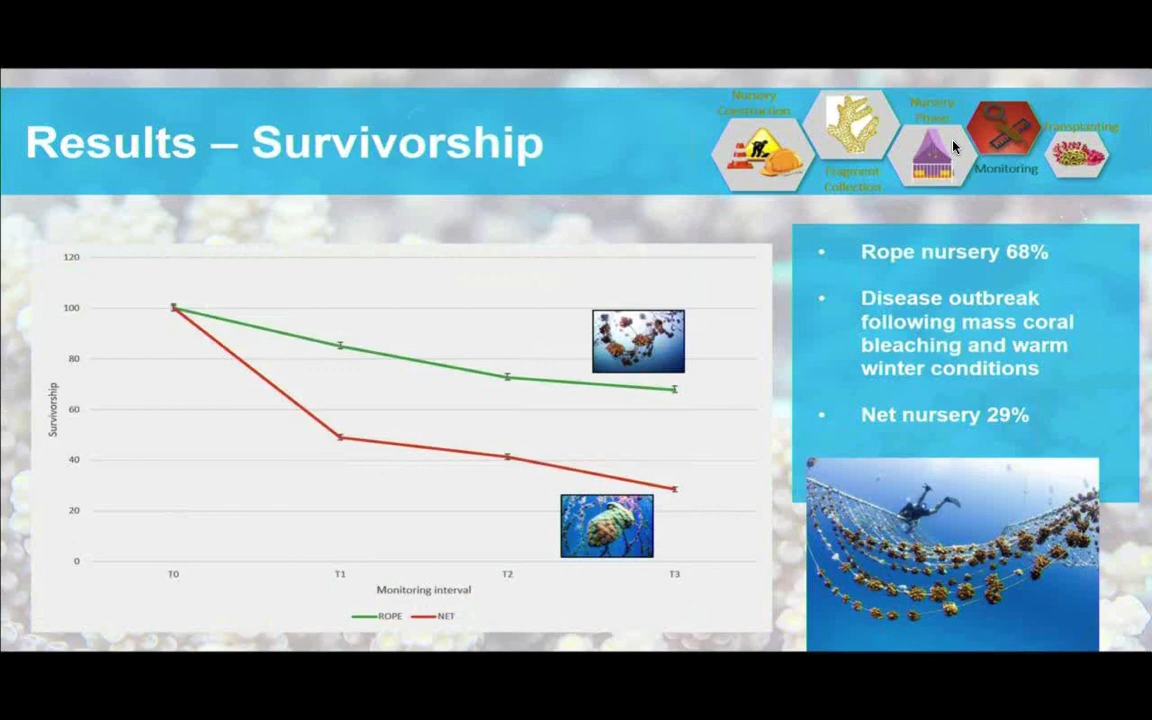 Results – Survivorship
Nursery
Construction
Fragment
Collection
Nursery
Phase
Monitoring
Transplanting
120
100
80
60
40
20
0
Survivorship
T0
T1
T2
T3
Monitoring interval
ROPE
NET
• Rope nursery 68%
• Disease outbreak
following mass coral
bleaching and warm
winter conditions
• Net nursery 29%